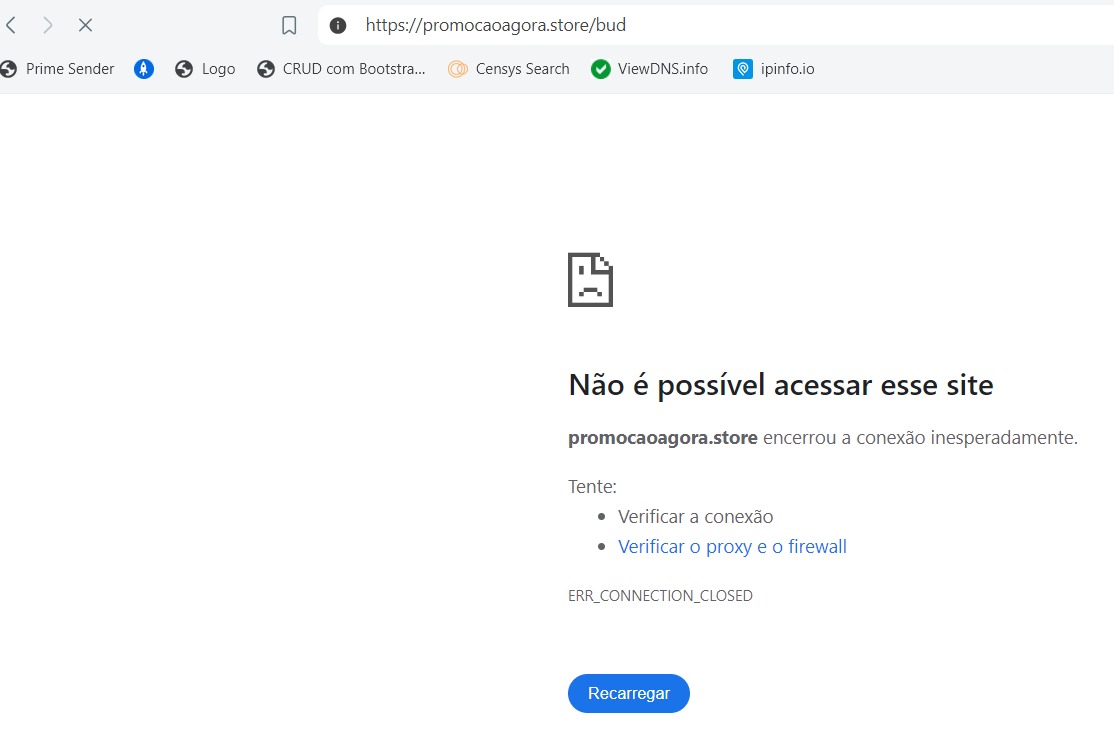 https://promocaoagora.store/bud
Prime Sender Logo CRUD com Bootstra... Censys Search ViewDNS.info ipinfo.io
Não é possível acessar esse site
promocaoagora.store encerrou a conexão inesperadamente.
Tente:
• Verificar a conexão
• Verificar o proxy e o firewall
ERR_CONNECTION_CLOSED
Recarregar